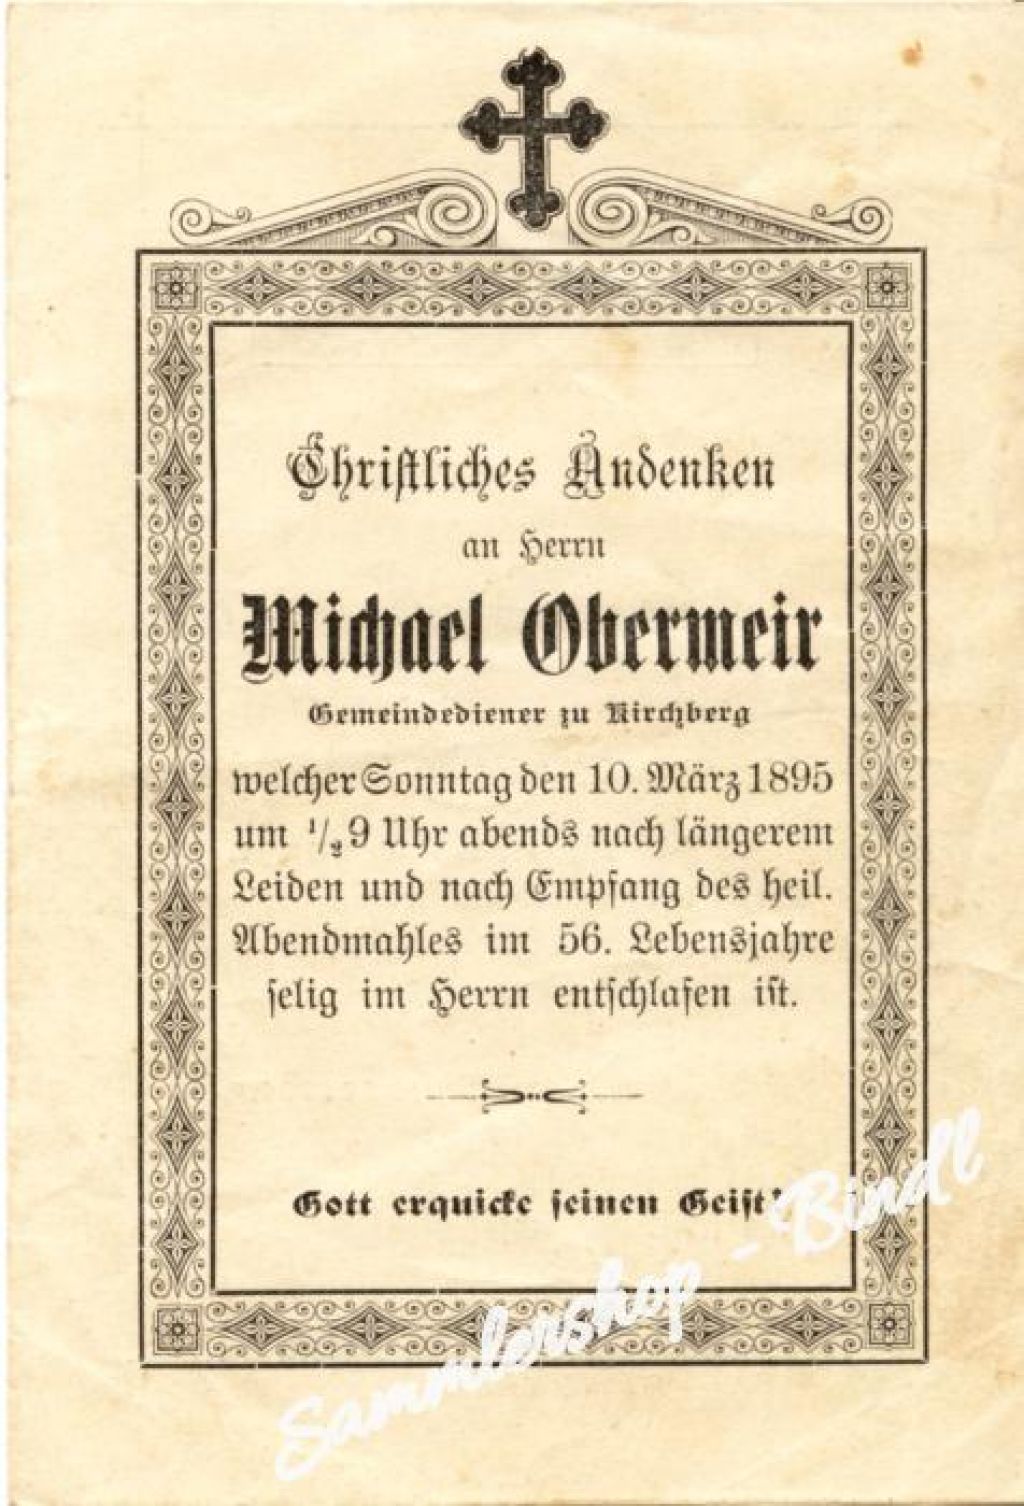 Christliches Andenken
an Herrn
Michael Obermeir
Gemeindediener zu Kirchberg
welcher Sonntag den 10. März 1895
um 1/2 9 Uhr abends nach längerem
Leiden und nach Empfang des heil.
Abendmahles im 56. Lebensjahre
selig im Herrn entschlafen ist.
Gott erquicke seinen Geist!
Sammlershop - Bindl